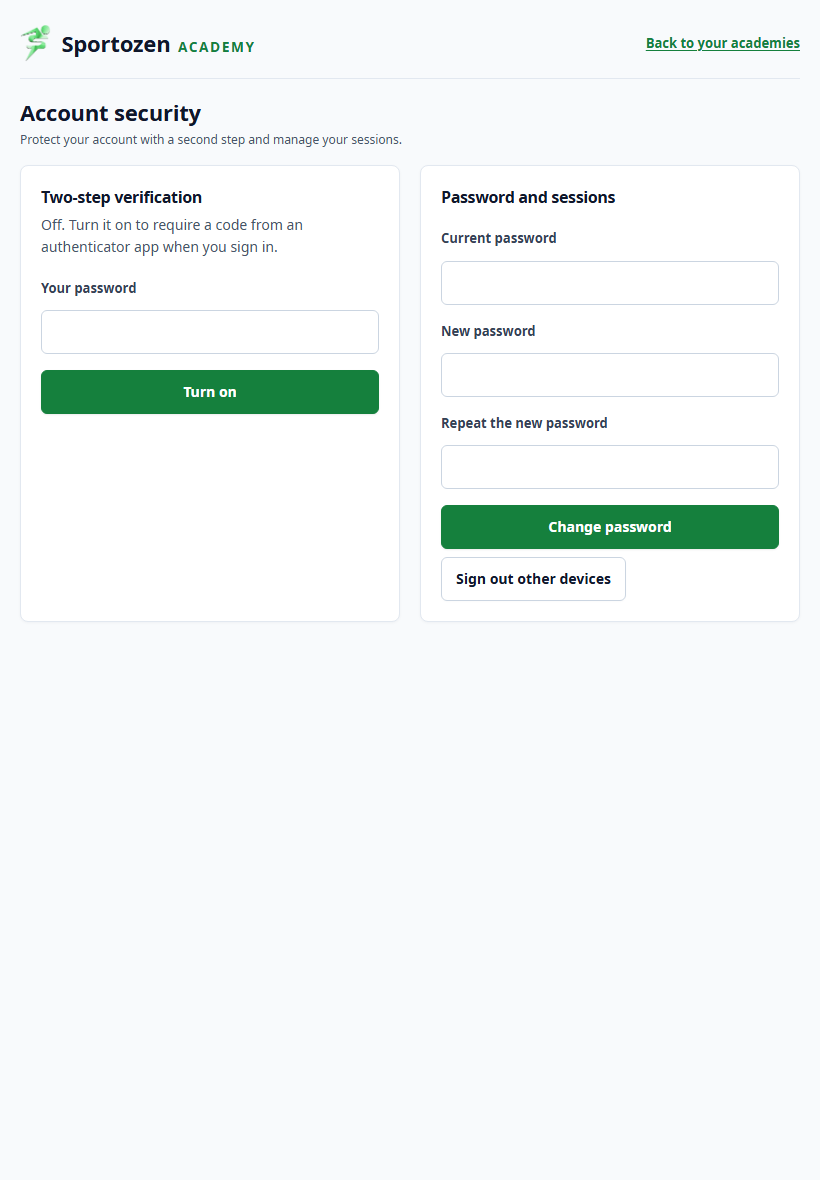 Sportozen ACADEMY
Back to your academies
Account security
Protect your account with a second step and manage your sessions.
Two-step verification
Off. Turn it on to require a code from an
authenticator app when you sign in.
Your password
Turn on
Password and sessions
Current password
New password
Repeat the new password
Change password
Sign out other devices